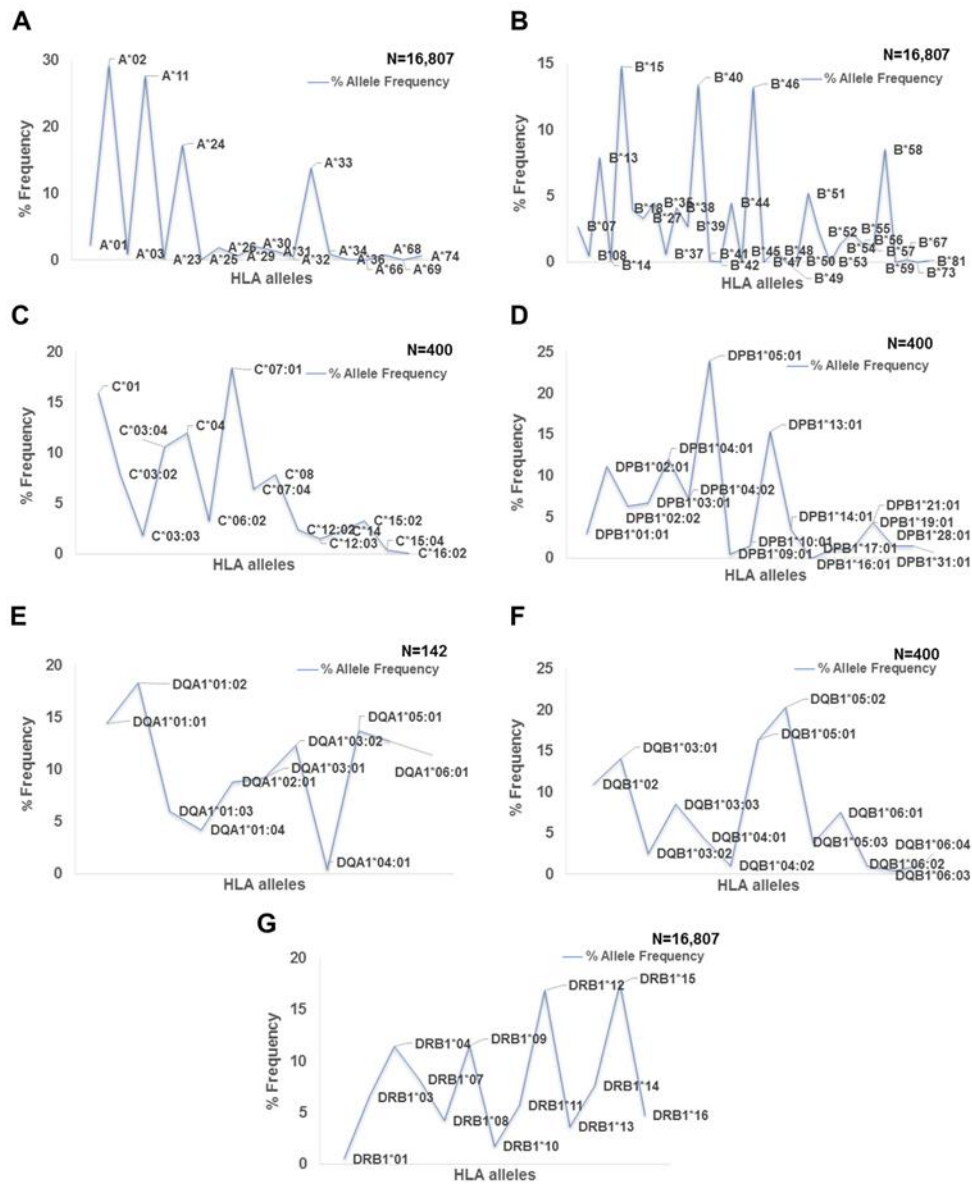 A
N=16,807
% Allele Frequency
% Frequency
30
20
10
0
A*02
A*11
A*24
A*33
A*01
A*03
A*23
A*25
A*26
A*29
A*30
A*31
A*32
A*34
A*36
A*66
A*68
A*69
A*74
HLA alleles
B
N=16,807
% Allele Frequency
% Frequency
15
10
5
0
B*15
B*40
B*46
B*13
B*58
B*07
B*08
B*14
B*18
B*27
B*35
B*37
B*38
B*39
B*41
B*42
B*44
B*45
B*47
B*48
B*49
B*50
B*51
B*52
B*53
B*54
B*55
B*56
B*57
B*59
B*67
B*73
B*81
HLA alleles
C
N=400
% Allele Frequency
% Frequency
20
15
10
5
0
C*01
C*03:02
C*03:03
C*03:04
C*04
C*06:02
C*07:01
C*07:04
C*08
C*12:02
C*12:03
C*14
C*15:02
C*15:04
C*16:02
HLA alleles
D
N=400
% Allele Frequency
% Frequency
25
20
15
10
5
0
DPB1*01:01
DPB1*02:01
DPB1*02:02
DPB1*03:01
DPB1*04:01
DPB1*04:02
DPB1*05:01
DPB1*09:01
DPB1*10:01
DPB1*13:01
DPB1*14:01
DPB1*16:01
DPB1*17:01
DPB1*19:01
DPB1*21:01
DPB1*28:01
DPB1*31:01
HLA alleles
E
N=142
% Allele Frequency
% Frequency
20
15
10
5
0
DQA1*01:01
DQA1*01:02
DQA1*01:03
DQA1*01:04
DQA1*02:01
DQA1*03:01
DQA1*03:02
DQA1*04:01
DQA1*05:01
DQA1*06:01
HLA alleles
F
N=400
% Allele Frequency
% Frequency
25
20
15
10
5
0
DQB1*02
DQB1*03:01
DQB1*03:02
DQB1*03:03
DQB1*04:01
DQB1*04:02
DQB1*05:01
DQB1*05:02
DQB1*05:03
DQB1*06:01
DQB1*06:02
DQB1*06:03
DQB1*06:04
HLA alleles
G
N=16,807
% Allele Frequency
% Frequency
20
15
10
5
0
DRB1*01
DRB1*03
DRB1*04
DRB1*07
DRB1*08
DRB1*09
DRB1*10
DRB1*11
DRB1*12
DRB1*13
DRB1*14
DRB1*15
DRB1*16
HLA alleles